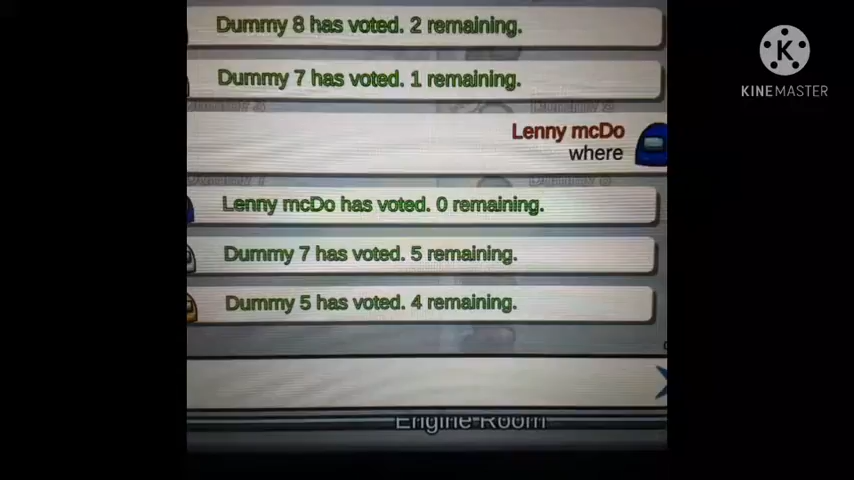 Dummy 8 has voted. 2 remaining.
KINEMASTER
Dummy 7 has voted. 1 remaining.
Lenny mcDo
where
Lenny mcDo has voted. 0 remaining.
Dummy 7 has voted. 5 remaining.
Dummy 5 has voted. 4 remaining.
Engine Room